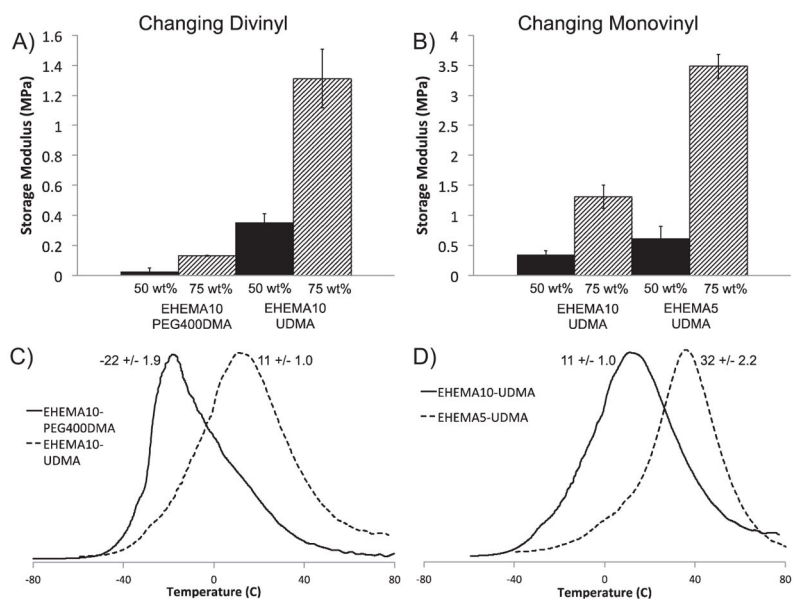 Changing Divinyl
Changing Monovinyl
A)
Storage Modulus (MPa)
1.6
1.4
1.2
1
0.8
0.6
0.4
0.2
0
50 wt% 75 wt% 50 wt% 75 wt%
EHEMA10 EHEMA10
PEG400DMA UDMA
B)
Storage Modulus (MPa)
4
3.5
3
2.5
2
1.5
1
0.5
0
50 wt% 75 wt% 50 wt% 75 wt%
EHEMA10 EHEMA5
UDMA UDMA
C)
-22 +/- 1.9
11 +/- 1.0
EHEMA10-
PEG400DMA
EHEMA10-
UDMA
-80 -40 0 40 80
Temperature (C)
D)
11 +/- 1.0
32 +/- 2.2
EHEMA10-UDMA
EHEMA5-UDMA
-80 -40 0 40 80
Temperature (C)